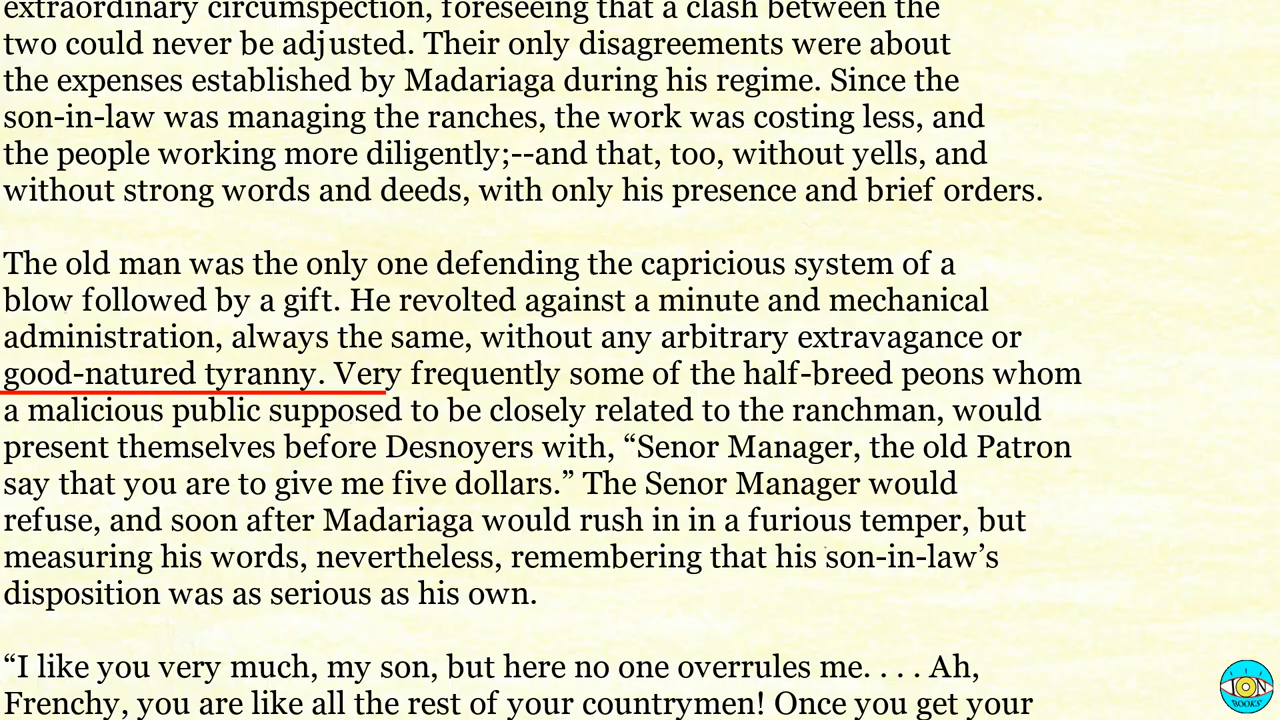 extraordinary circumspection, foreseeing that a clash between the
two could never be adjusted. Their only disagreements were about
the expenses established by Madariaga during his regime. Since the
son-in-law was managing the ranches, the work was costing less, and
the people working more diligently;--and that, too, without yells, and
without strong words and deeds, with only his presence and brief orders.
The old man was the only one defending the capricious system of a
blow followed by a gift. He revolted against a minute and mechanical
administration, always the same, without any arbitrary extravagance or
good-natured tyranny. Very frequently some of the half-breed peons whom
a malicious public supposed to be closely related to the ranchman, would
present themselves before Desnoyers with, “Senor Manager, the old Patron
say that you are to give me five dollars.” The Senor Manager would
refuse, and soon after Madariaga would rush in in a furious temper, but
measuring his words, nevertheless, remembering that his son-in-law’s
disposition was as serious as his own.
“I like you very much, my son, but here no one overrules me. . . . Ah,
Frenchy, you are like all the rest of your countrymen! Once you get your
ION
BOOKS